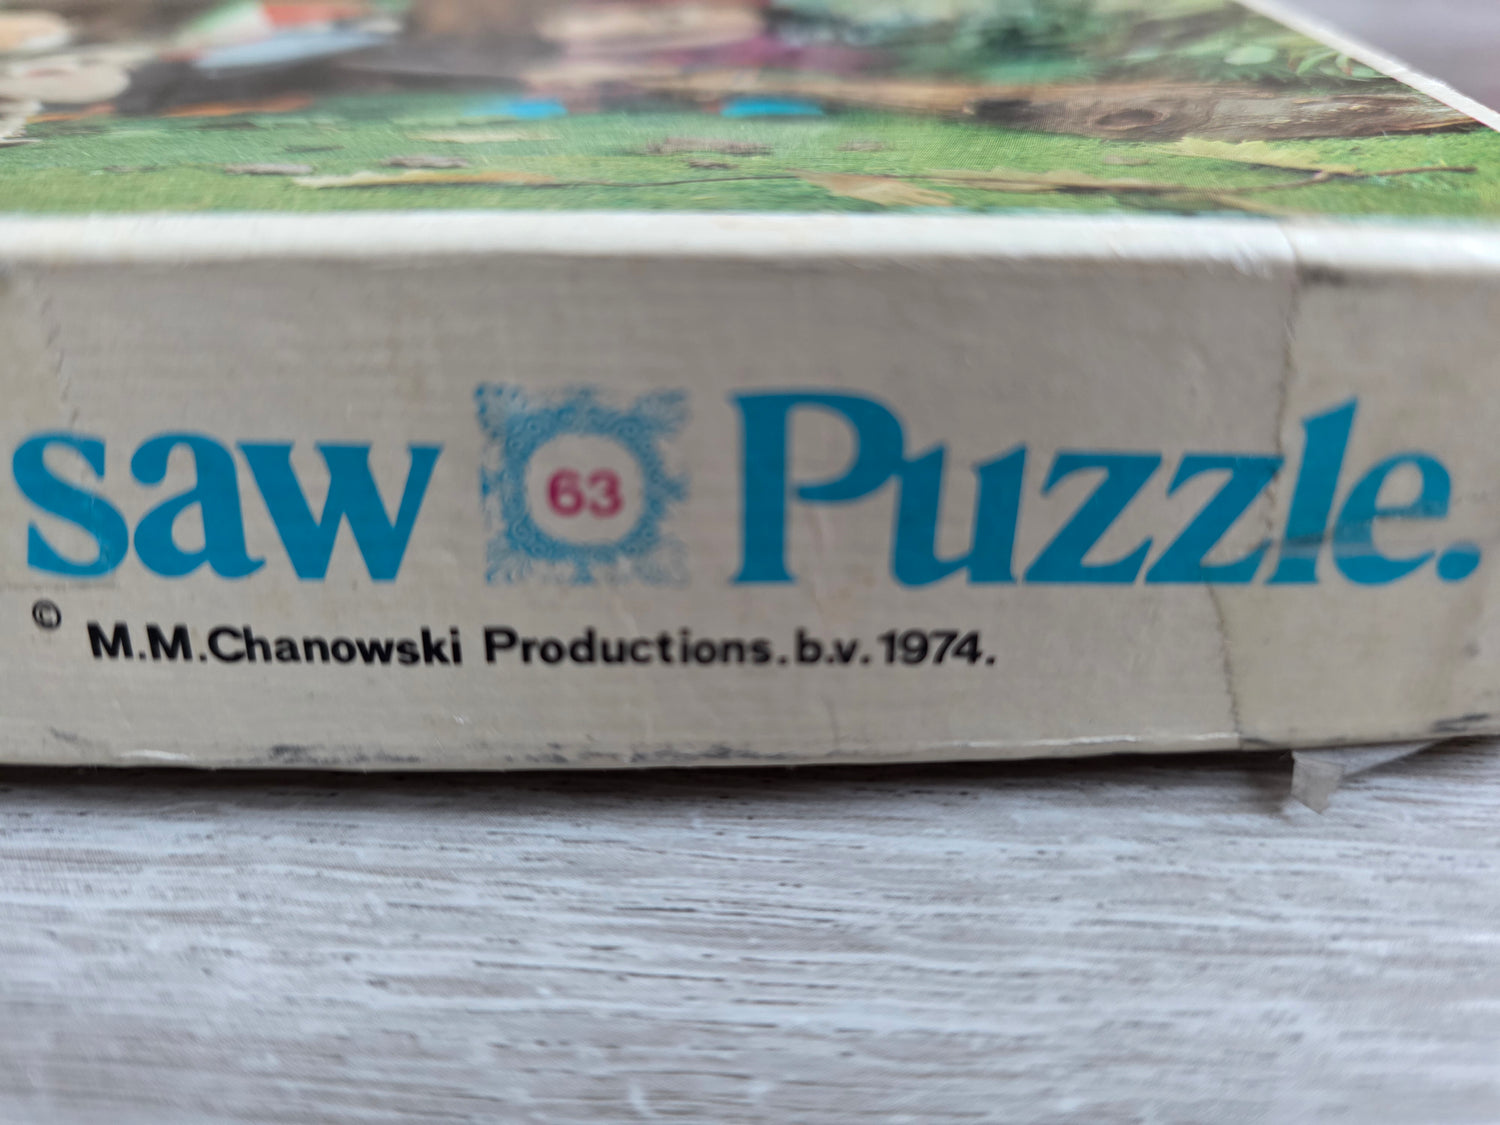 saw 63 Puzzle.
© M.M.Chanowski Productions.b.v.1974.